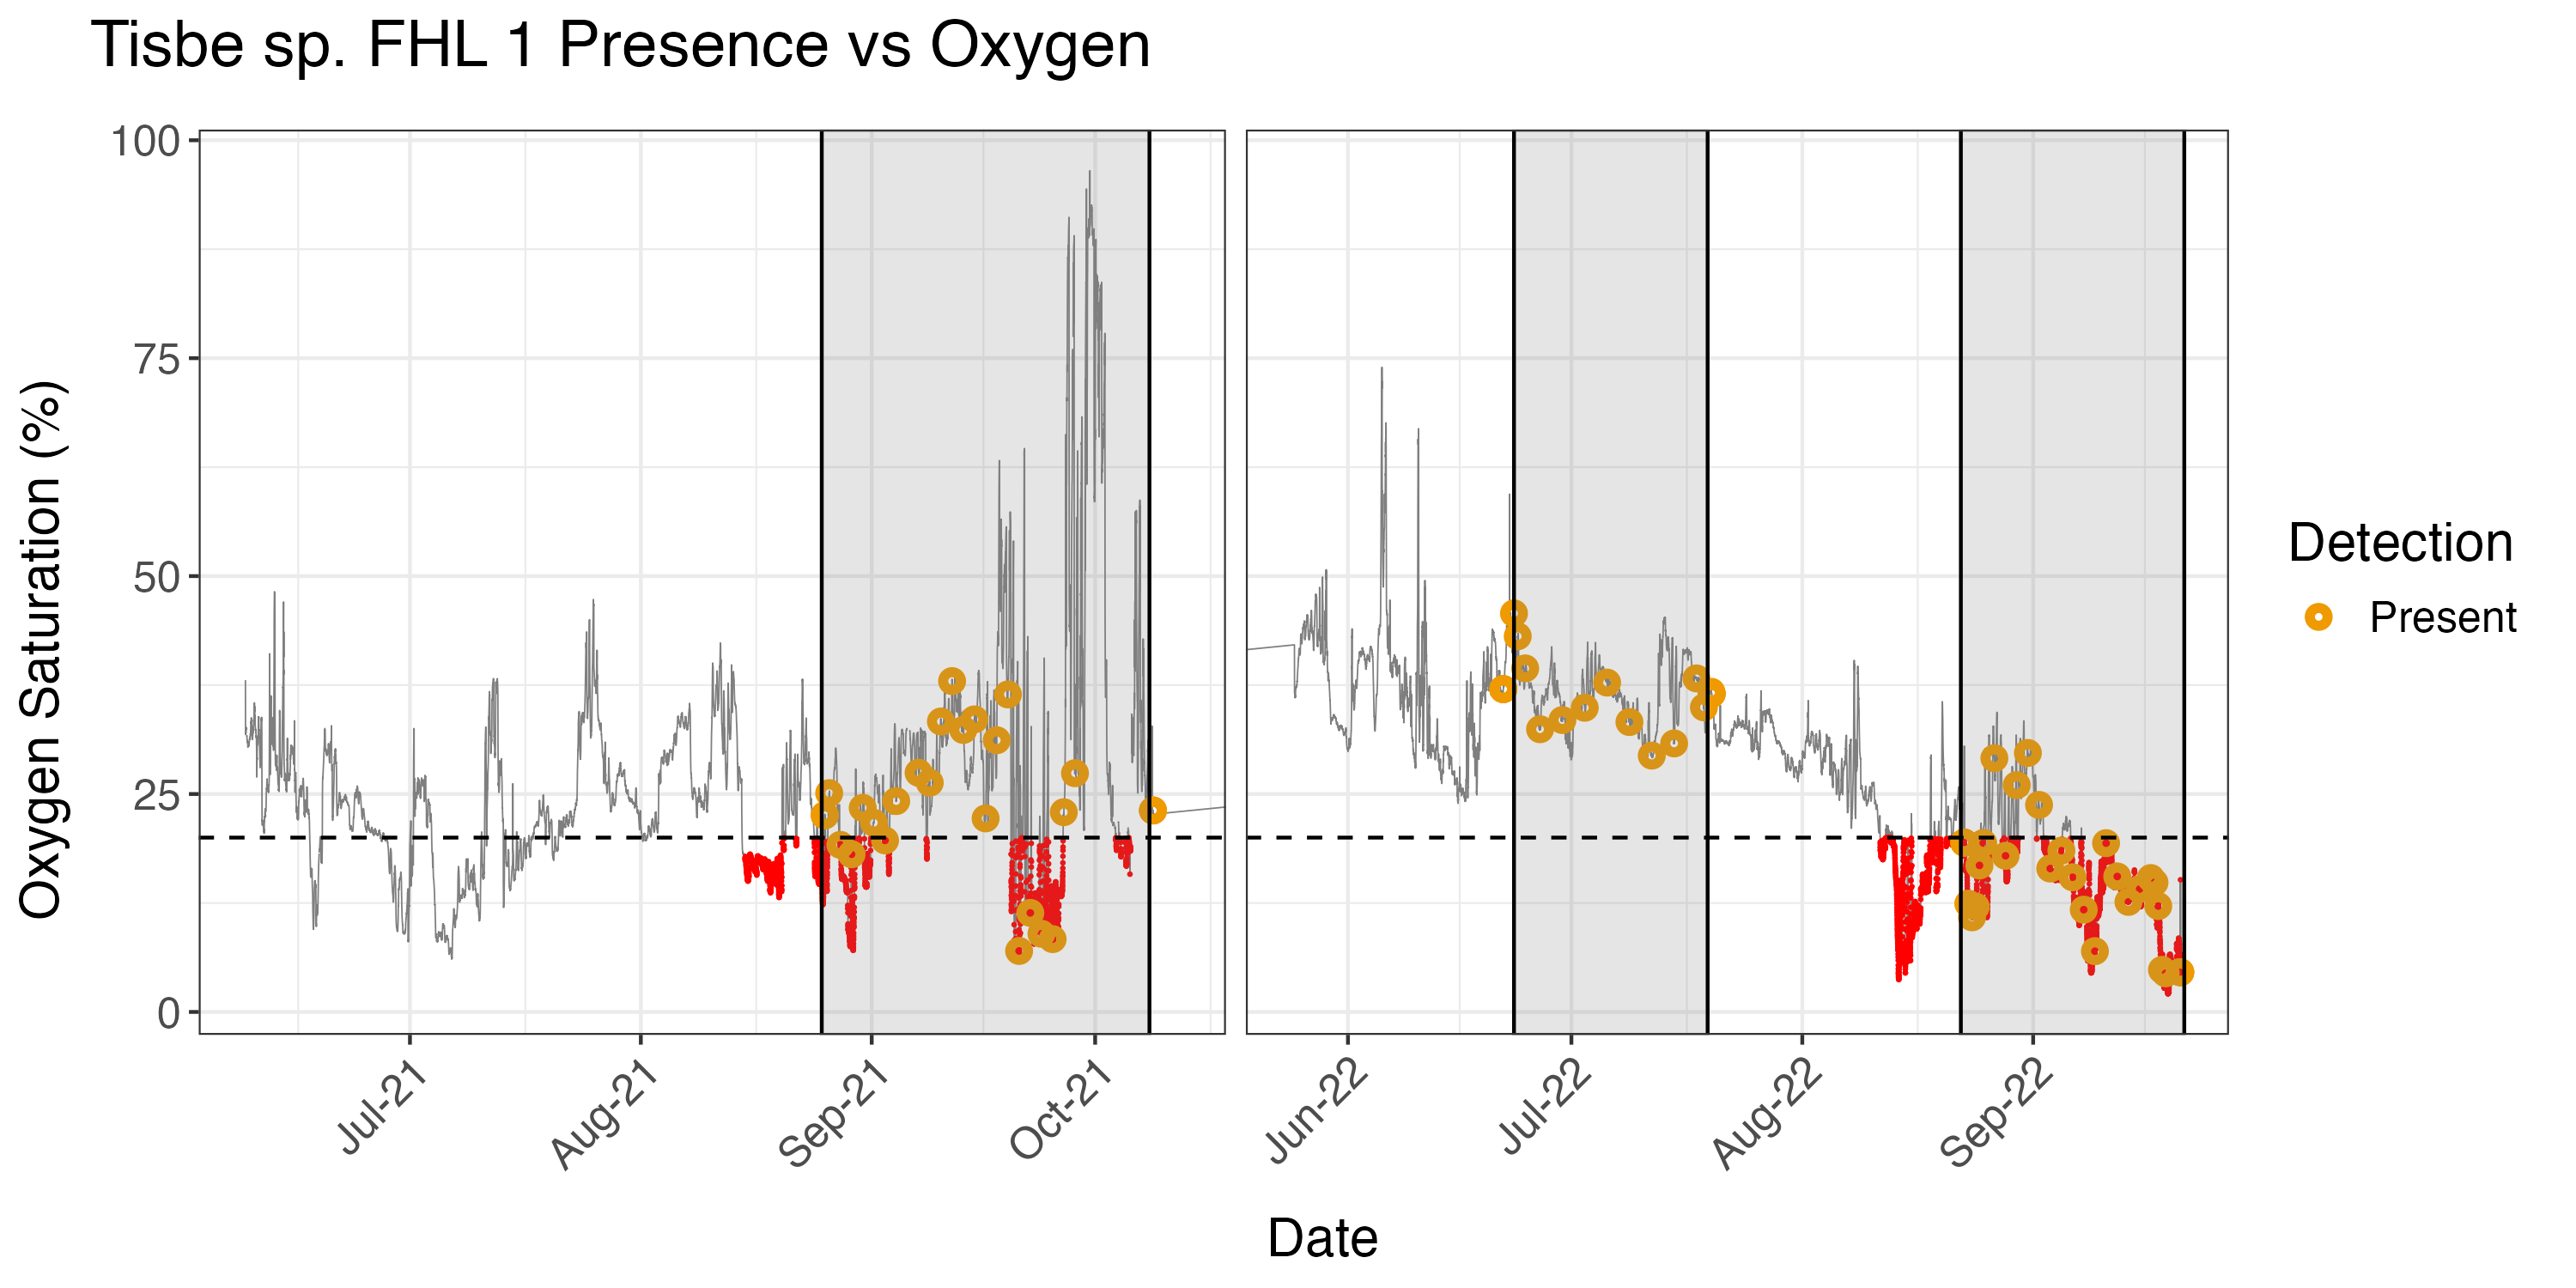 Tisbe sp. FHL 1 Presence vs Oxygen
Oxygen Saturation (%)
100
75
50
25
0
Jul-21
Aug-21
Sep-21
Oct-21
Jun-22
Jul-22
Aug-22
Sep-22
Date
Detection
Present